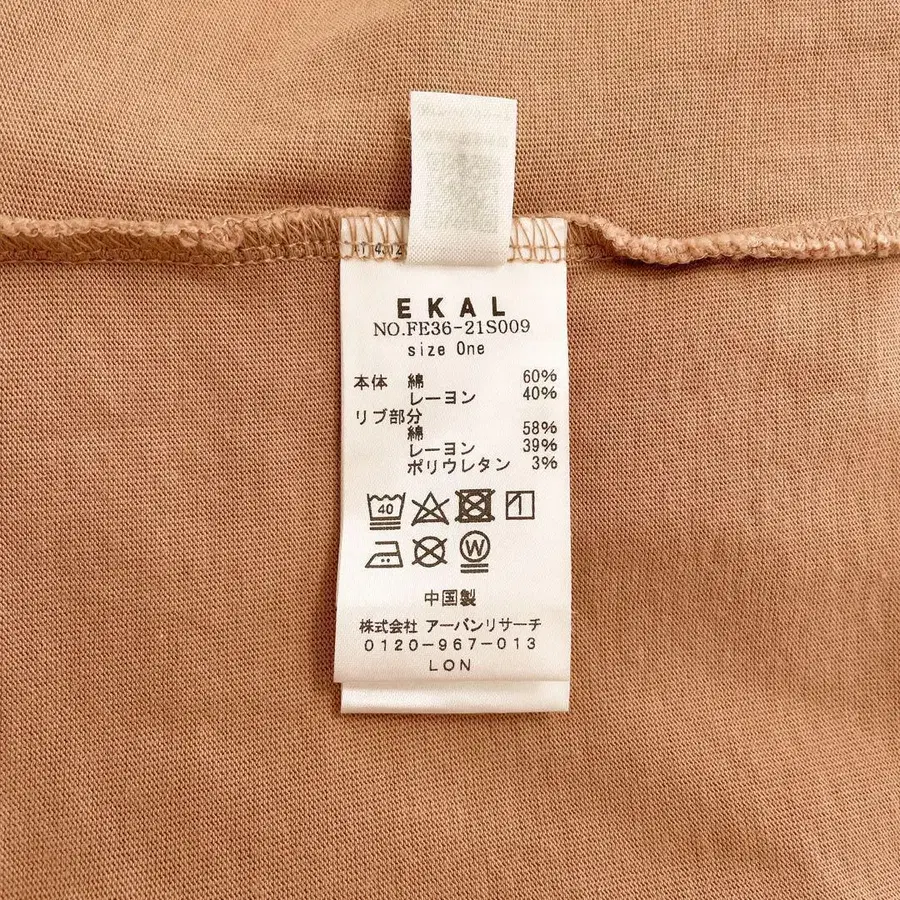 EKAL
NO.FE36-21S009
size One
本体 綿 60%
レーヨン 40%
リブ部分
綿 58%
レーヨン 39%
ポリウレタン 3%
40
W
中国製
株式会社 アーバンリサーチ
0120-967-013
LON